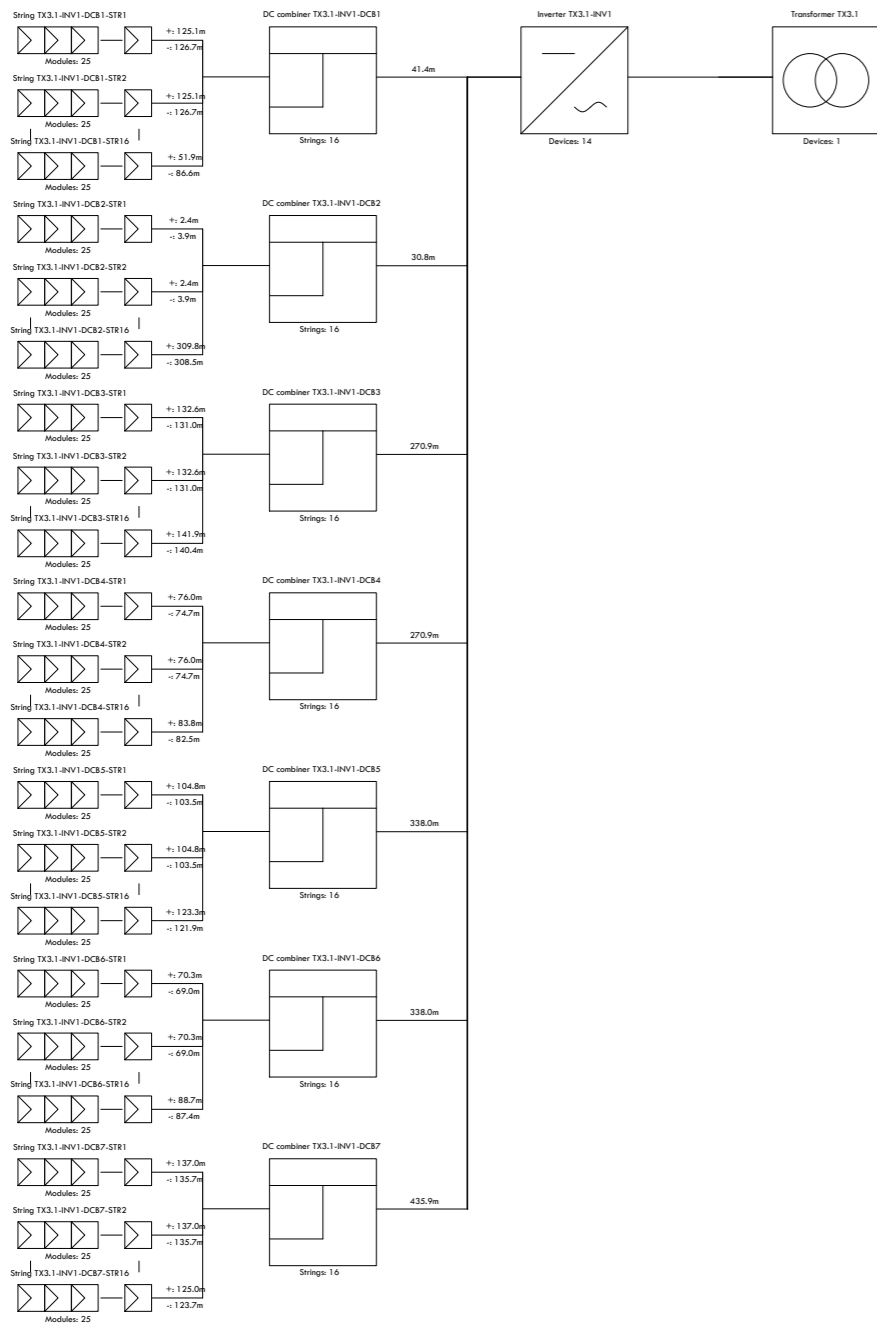 String TX3.1-INV1-DCB1-STR1
+: 125.1m
-: 126.7m
Modules: 25
String TX3.1-INV1-DCB1-STR2
+: 125.1m
-: 126.7m
Modules: 25
String TX3.1-INV1-DCB1-STR16
+: 51.9m
-: 86.6m
Modules: 25
DC combiner TX3.1-INV1-DCB1
Strings: 16
41.4m
Inverter TX3.1-INV1
Devices: 14
Transformer TX3.1
Devices: 1
String TX3.1-INV1-DCB2-STR1
+: 2.4m
-: 3.9m
Modules: 25
String TX3.1-INV1-DCB2-STR2
+: 2.4m
-: 3.9m
Modules: 25
String TX3.1-INV1-DCB2-STR16
+: 309.8m
-: 308.5m
Modules: 25
DC combiner TX3.1-INV1-DCB2
Strings: 16
30.8m
String TX3.1-INV1-DCB3-STR1
+: 132.6m
-: 131.0m
Modules: 25
String TX3.1-INV1-DCB3-STR2
+: 132.6m
-: 131.0m
Modules: 25
String TX3.1-INV1-DCB3-STR16
+: 141.9m
-: 140.4m
Modules: 25
DC combiner TX3.1-INV1-DCB3
Strings: 16
270.9m
String TX3.1-INV1-DCB4-STR1
+: 76.0m
-: 74.7m
Modules: 25
String TX3.1-INV1-DCB4-STR2
+: 76.0m
-: 74.7m
Modules: 25
String TX3.1-INV1-DCB4-STR16
+: 83.8m
-: 82.5m
Modules: 25
DC combiner TX3.1-INV1-DCB4
Strings: 16
270.9m
String TX3.1-INV1-DCB5-STR1
+: 104.8m
-: 103.5m
Modules: 25
String TX3.1-INV1-DCB5-STR2
+: 104.8m
-: 103.5m
Modules: 25
String TX3.1-INV1-DCB5-STR16
+: 123.3m
-: 121.9m
Modules: 25
DC combiner TX3.1-INV1-DCB5
Strings: 16
338.0m
String TX3.1-INV1-DCB6-STR1
+: 70.3m
-: 69.0m
Modules: 25
String TX3.1-INV1-DCB6-STR2
+: 70.3m
-: 69.0m
Modules: 25
String TX3.1-INV1-DCB6-STR16
+: 88.7m
-: 87.4m
Modules: 25
DC combiner TX3.1-INV1-DCB6
Strings: 16
338.0m
String TX3.1-INV1-DCB7-STR1
+: 137.0m
-: 135.7m
Modules: 25
String TX3.1-INV1-DCB7-STR2
+: 137.0m
-: 135.7m
Modules: 25
String TX3.1-INV1-DCB7-STR16
+: 125.0m
-: 123.7m
Modules: 25
DC combiner TX3.1-INV1-DCB7
Strings: 16
435.9m